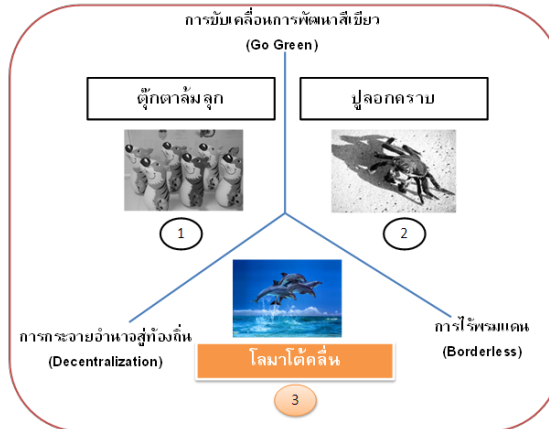 การขับเคลื่อนการพัฒนาสีเขียว
(Go Green)
ตุ๊กตาล้มลุก
ปูลอกคราบ
1
2
การกระจายอำนาจสู่ท้องถิ่น
(Decentralization)
โลมาโต้คลื่น
3
การไร้พรมแดน
(Borderless)